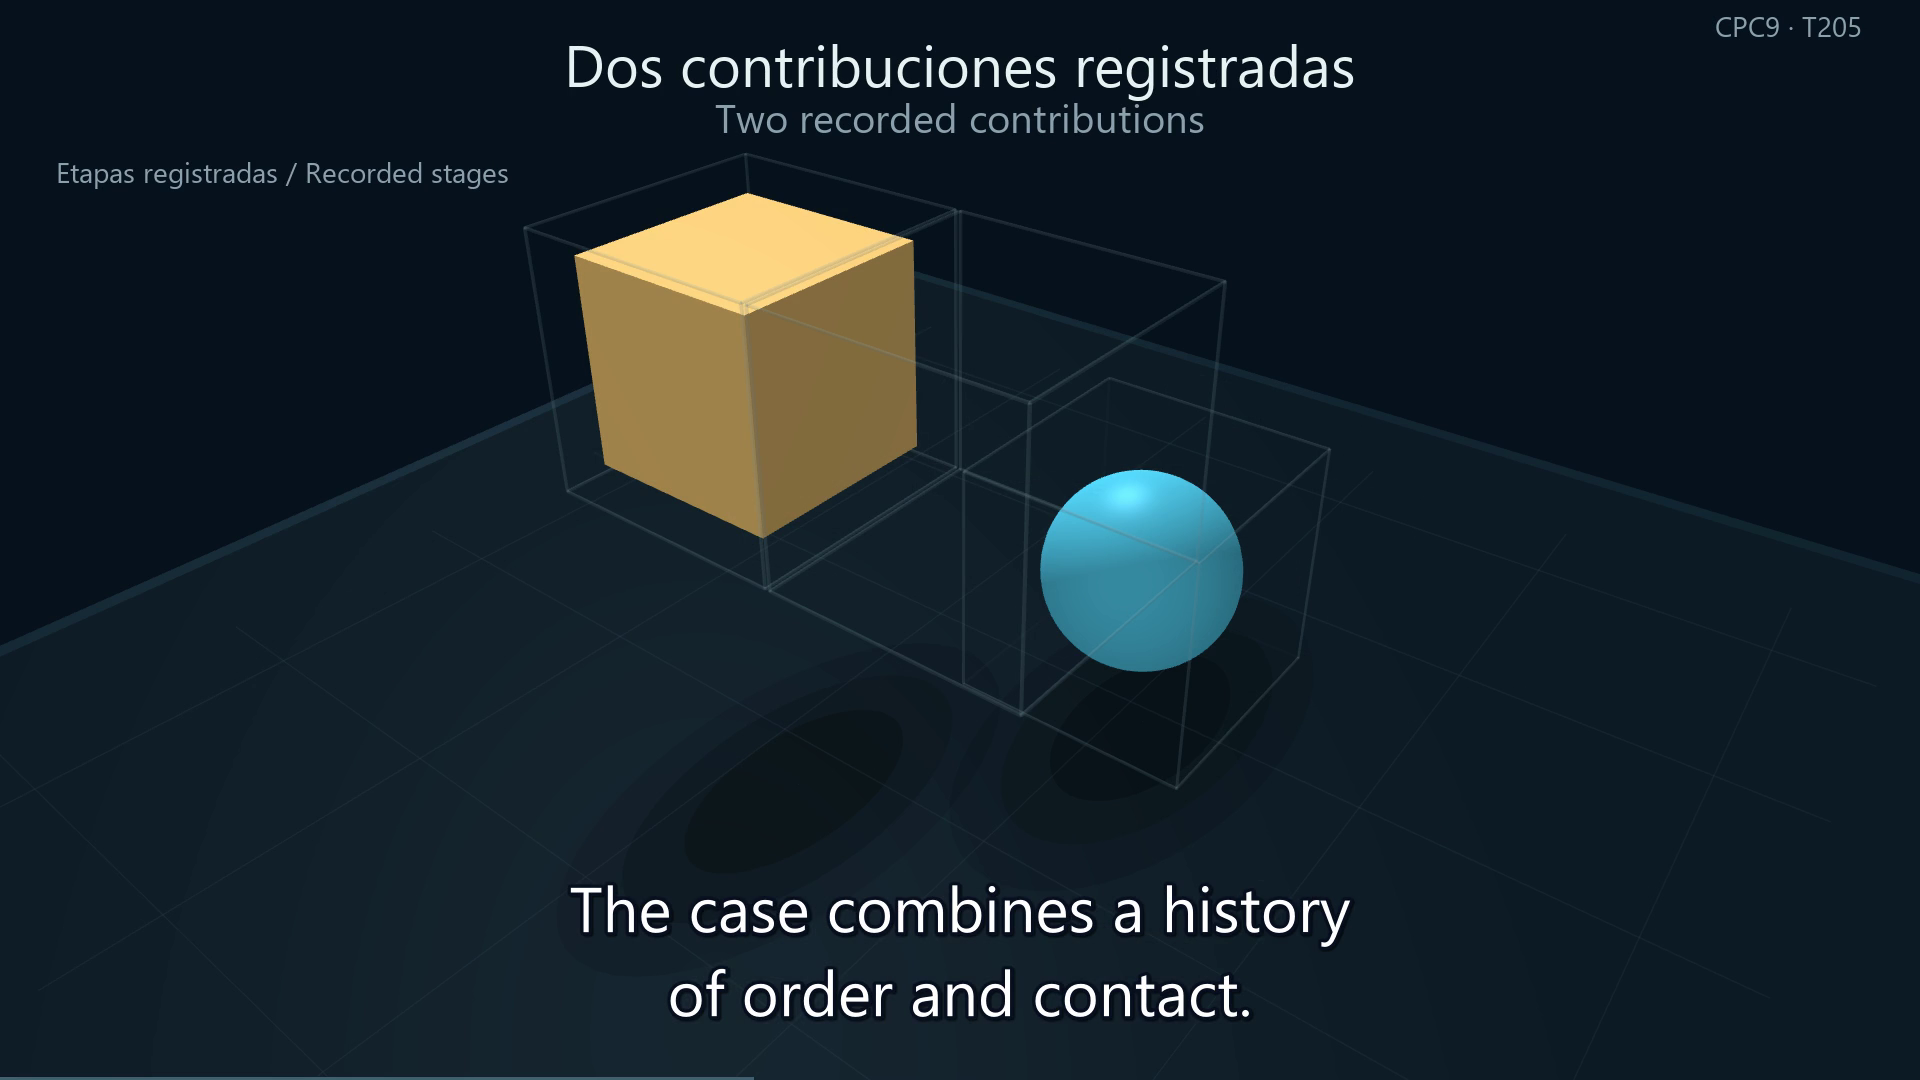 CPC9 · T205
Dos contribuciones registradas
Two recorded contributions
Etapas registradas / Recorded stages
The case combines a history
of order and contact.